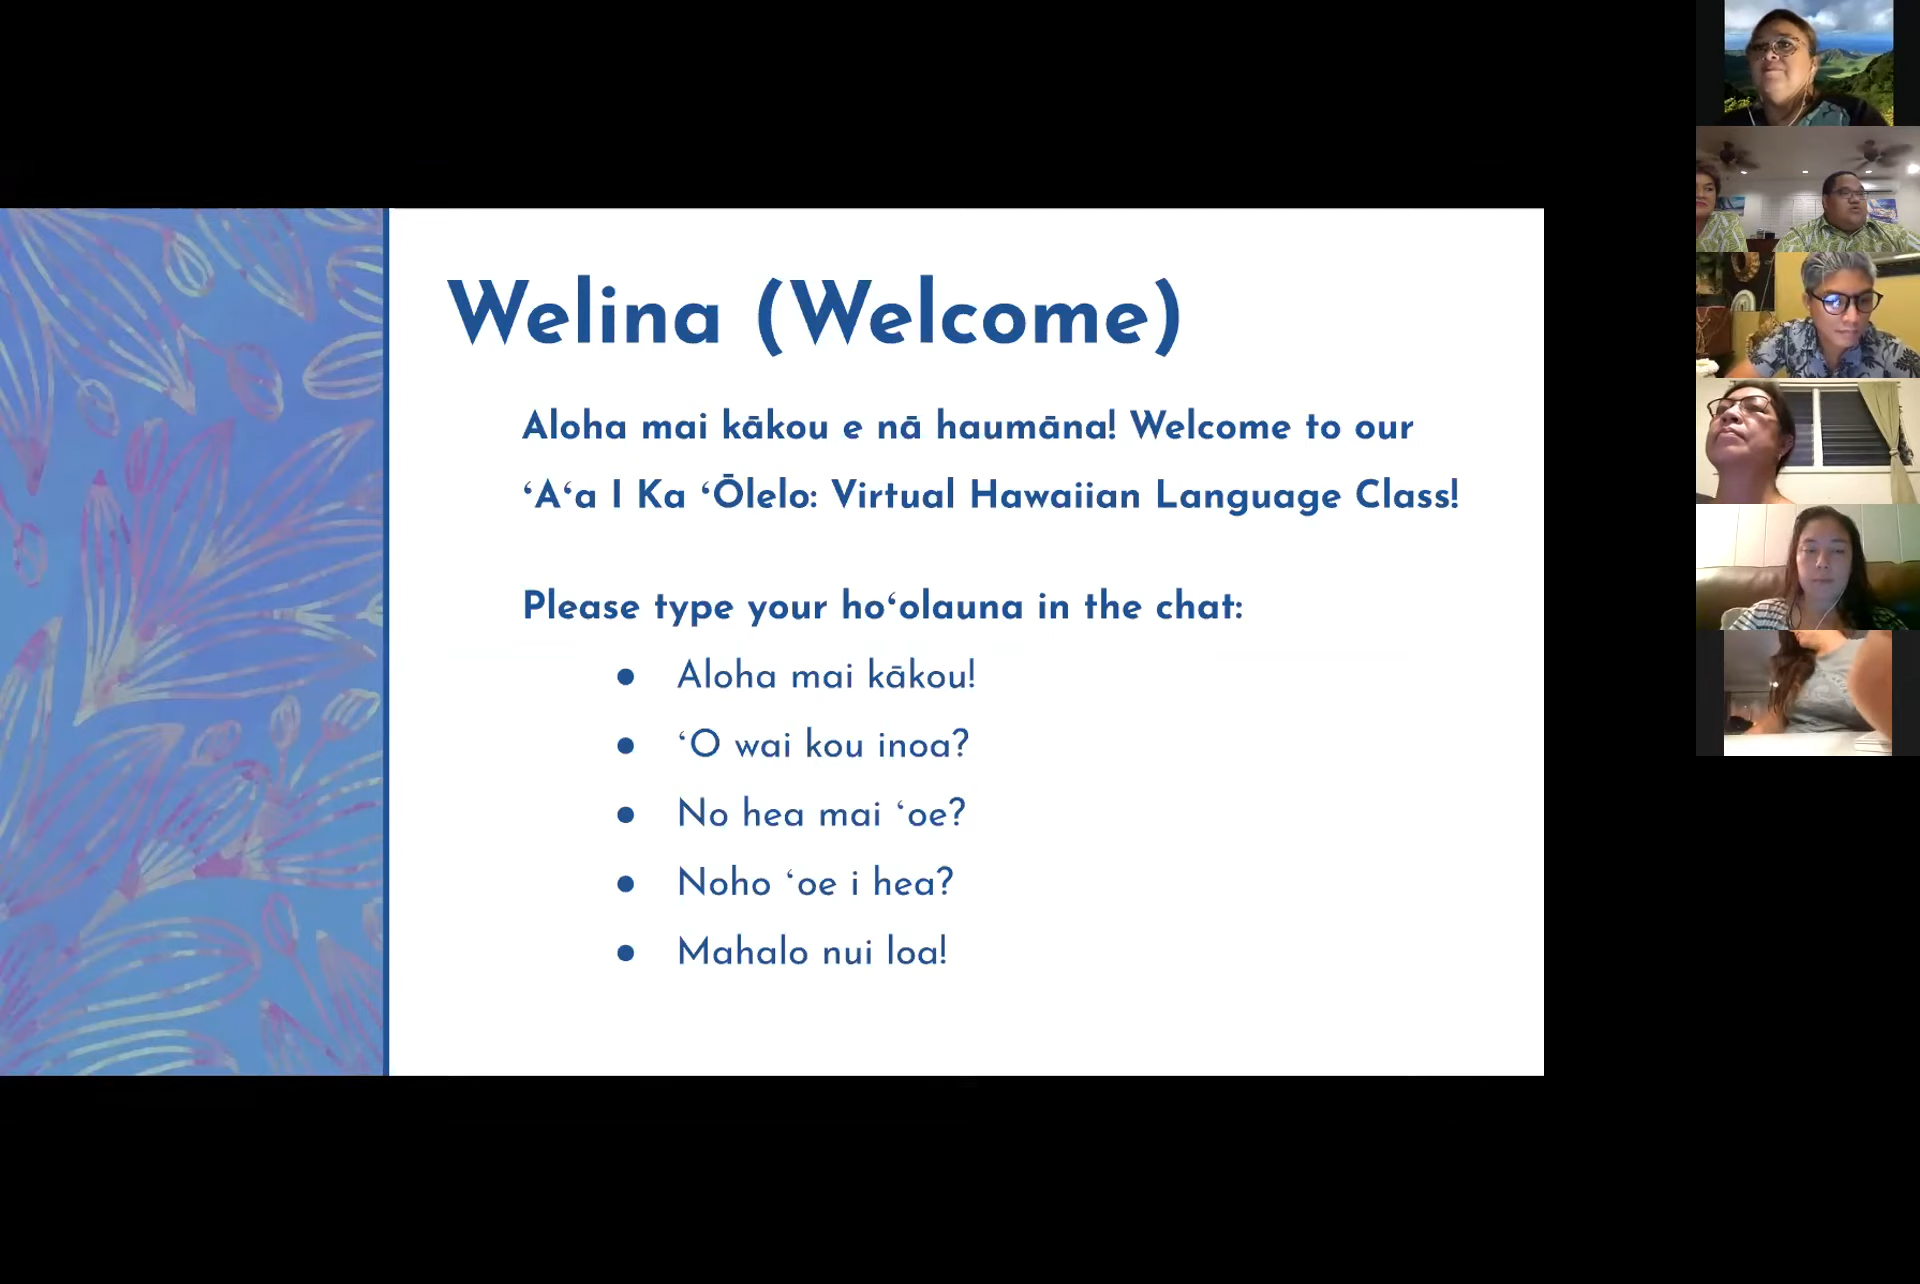 Welina (Welcome)
Aloha mai kākou e nā haumāna! Welcome to our
ʻAʻa I Ka ʻŌlelo: Virtual Hawaiian Language Class!
Please type your hoʻolauna in the chat:
● Aloha mai kākou!
● ʻO wai kou inoa?
● No hea mai ʻoe?
● Noho ʻoe i hea?
● Mahalo nui loa!